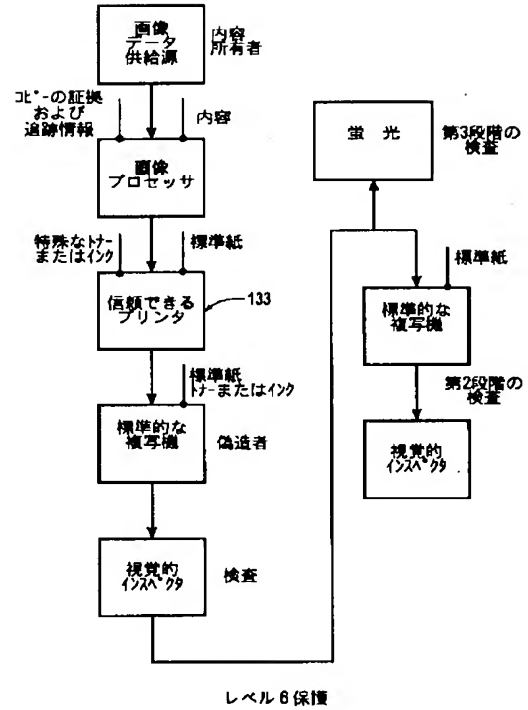 画像
データ
供給源
内容
所有者
コピーの証拠
および
追跡情報
内容
画像
プロセッサ
特殊なトナー
またはインク
標準紙
信頼できる
プリンタ
133
標準紙
トナーまたはインク
標準的な
複写機
偽造者
視覚的
インスペクタ
検査
蛍光
第3段階の
検査
標準紙
標準的な
複写機
第2段階の
検査
視覚的
インスペクタ
レベル6保護